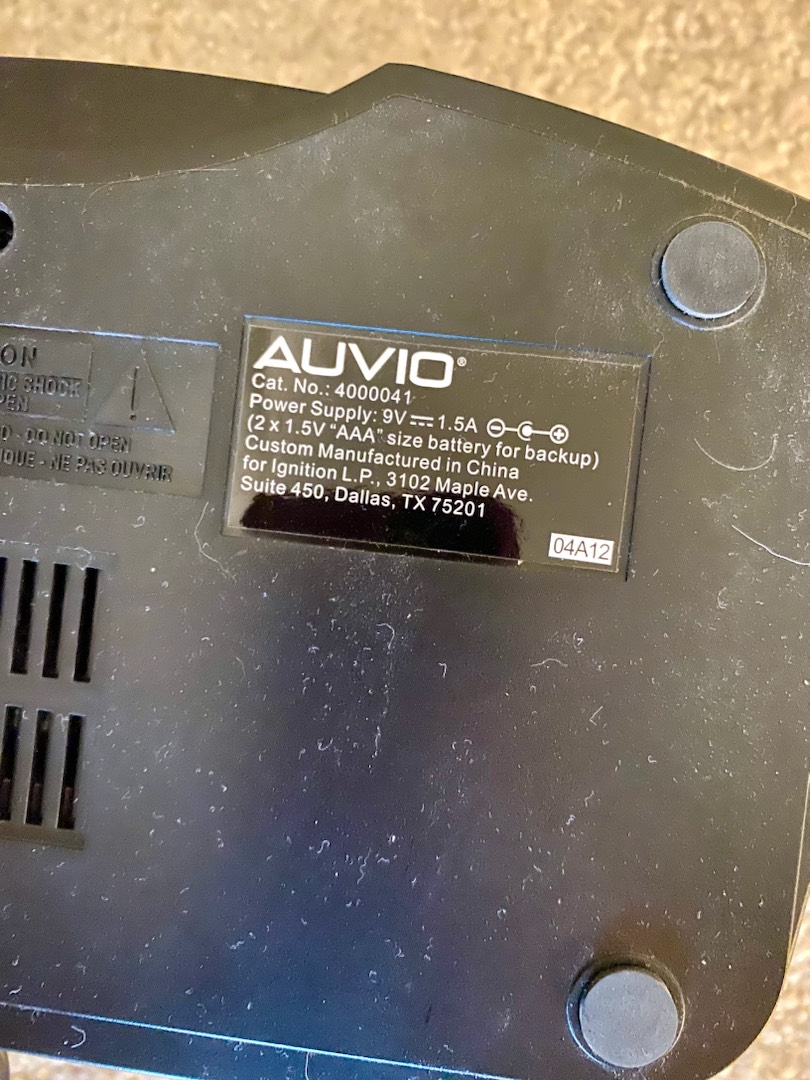 ON
IC SHOCK
PEN
D - DO NOT OPEN
IQUE - NE PAS OUVRIR
AUVIO®
Cat. No.: 4000041
Power Supply: 9V⎓1.5A
(2 x 1.5V “AAA” size battery for backup)
Custom Manufactured in China
for Ignition L.P., 3102 Maple Ave.
Suite 450, Dallas, TX 75201
04A12